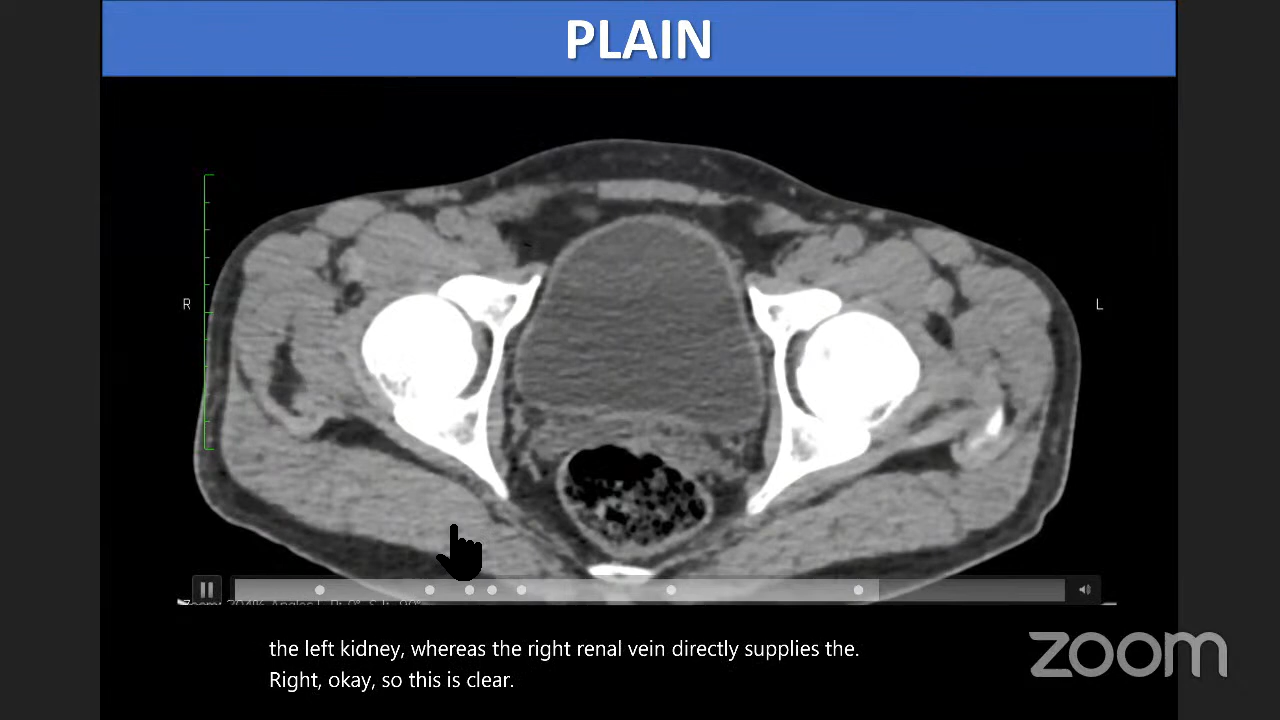 PLAIN
R
L
the left kidney, whereas the right renal vein directly supplies the.
Right, okay, so this is clear.
zoom